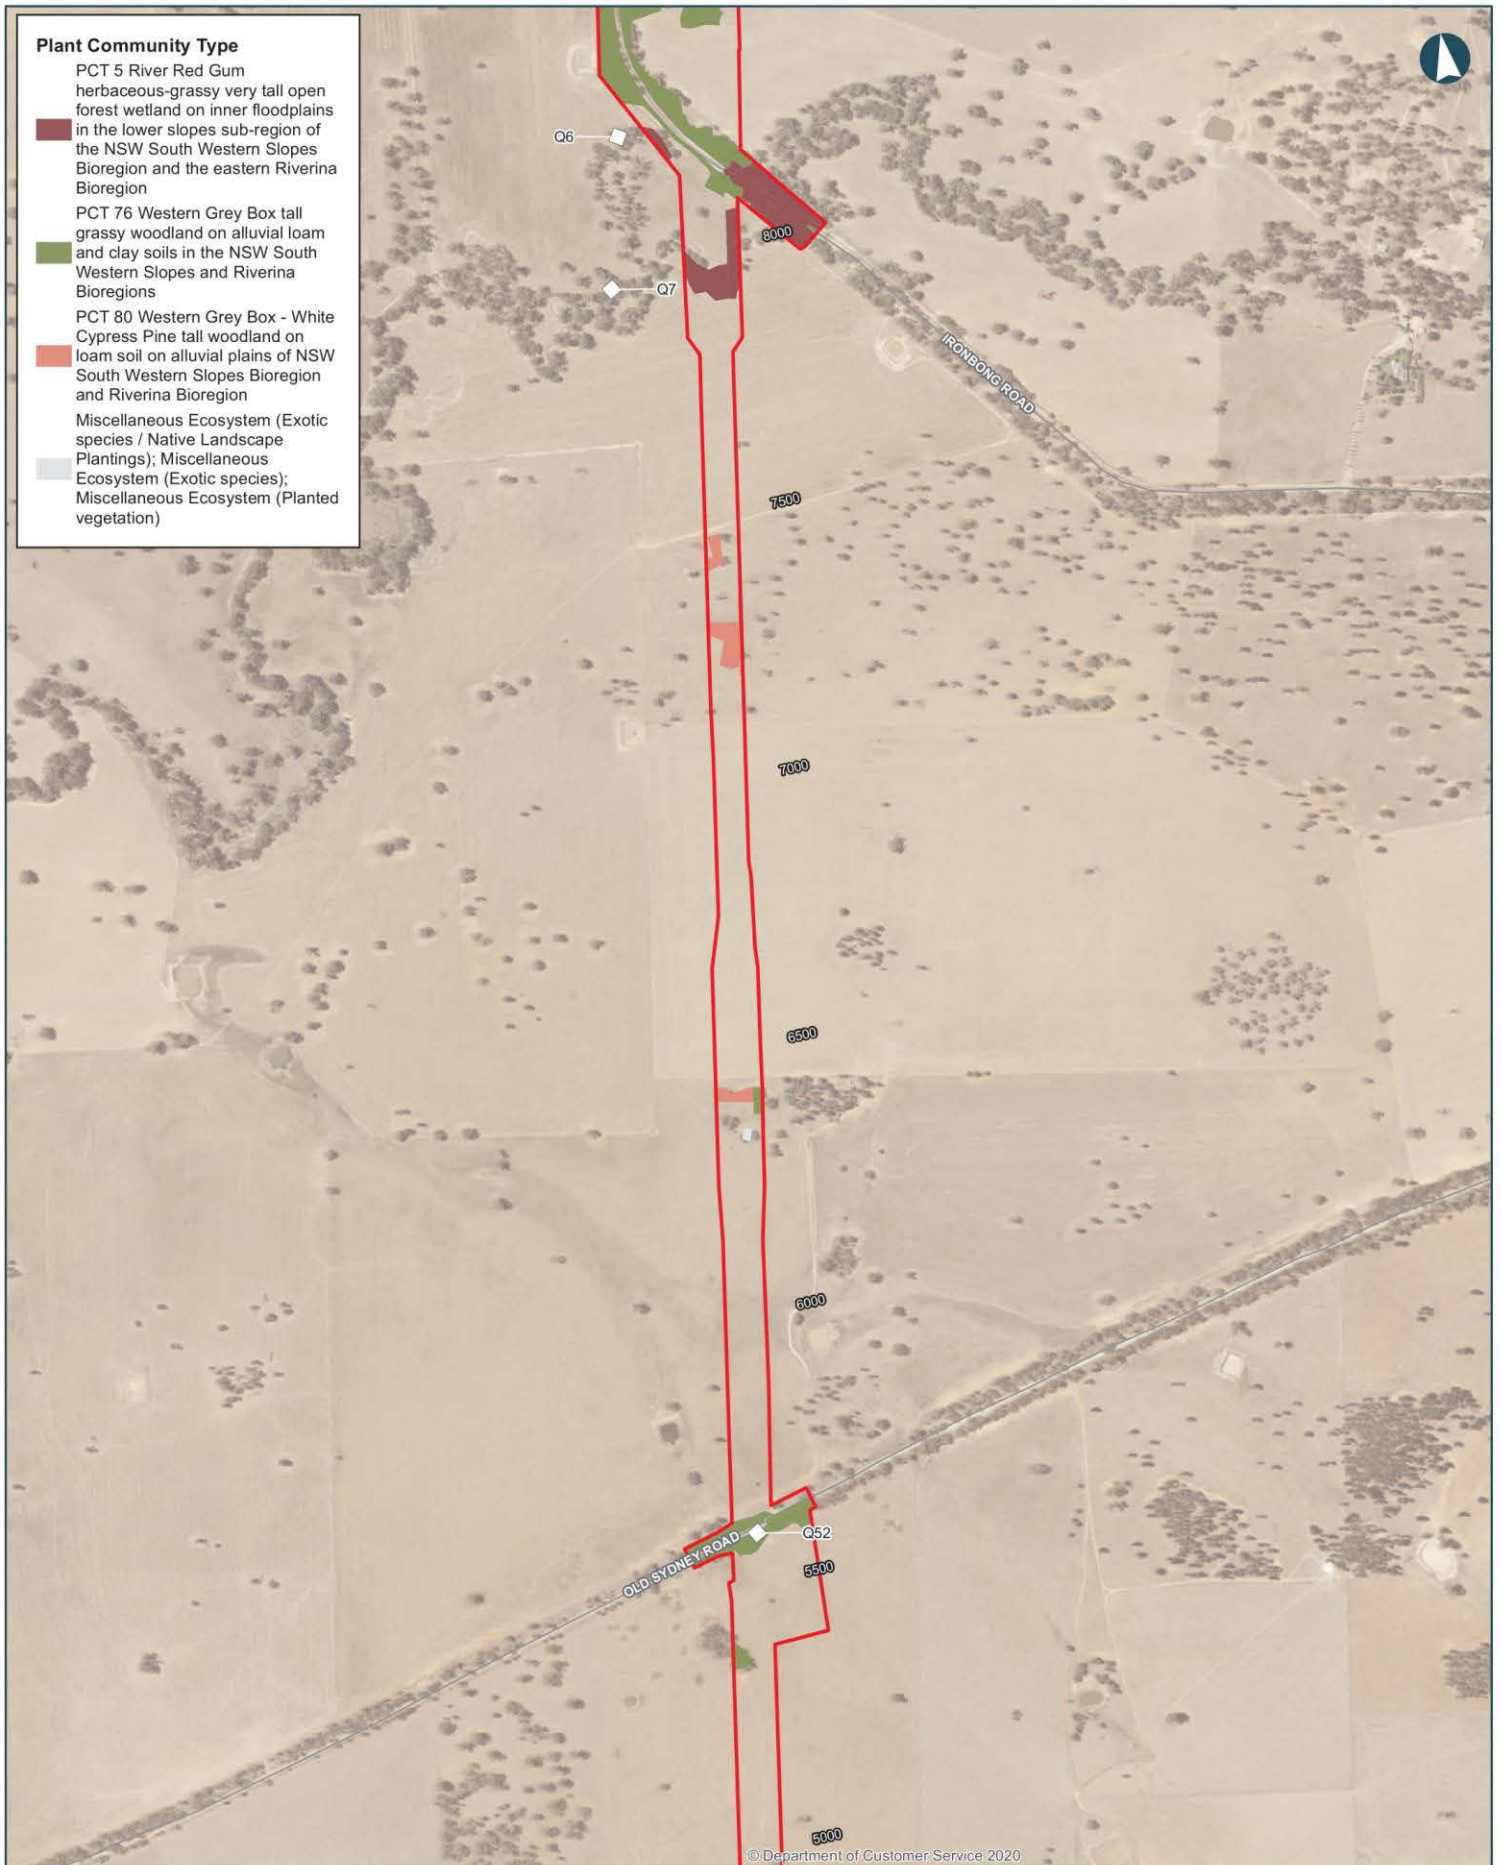 Plant Community Type
PCT 5 River Red Gum
herbaceous-grassy very tall open
forest wetland on inner floodplains
in the lower slopes sub-region of
the NSW South Western Slopes
Bioregion and the eastern Riverina
Bioregion
PCT 76 Western Grey Box tall
grassy woodland on alluvial loam
and clay soils in the NSW South
Western Slopes and Riverina
Bioregions
PCT 80 Western Grey Box - White
Cypress Pine tall woodland on
loam soil on alluvial plains of NSW
South Western Slopes Bioregion
and Riverina Bioregion
Miscellaneous Ecosystem (Exotic
species / Native Landscape
Plantings); Miscellaneous
Ecosystem (Exotic species);
Miscellaneous Ecosystem (Planted
vegetation)
Q6
8000
Q7
IRONBONG ROAD
7500
7000
6500
6000
Q52
OLD SYDNEY ROAD
5500
5000
© Department of Customer Service 2020